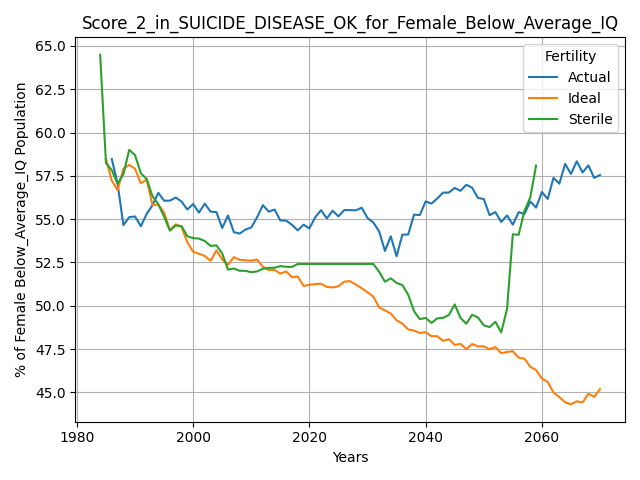 Score_2_in_SUICIDE_DISEASE_OK_for_Female_Below_Average_IQ
% of Female Below_Average_IQ Population
65.0
62.5
60.0
57.5
55.0
52.5
50.0
47.5
45.0
Fertility
Actual
Ideal
Sterile
1980
2000
2020
2040
2060
Years